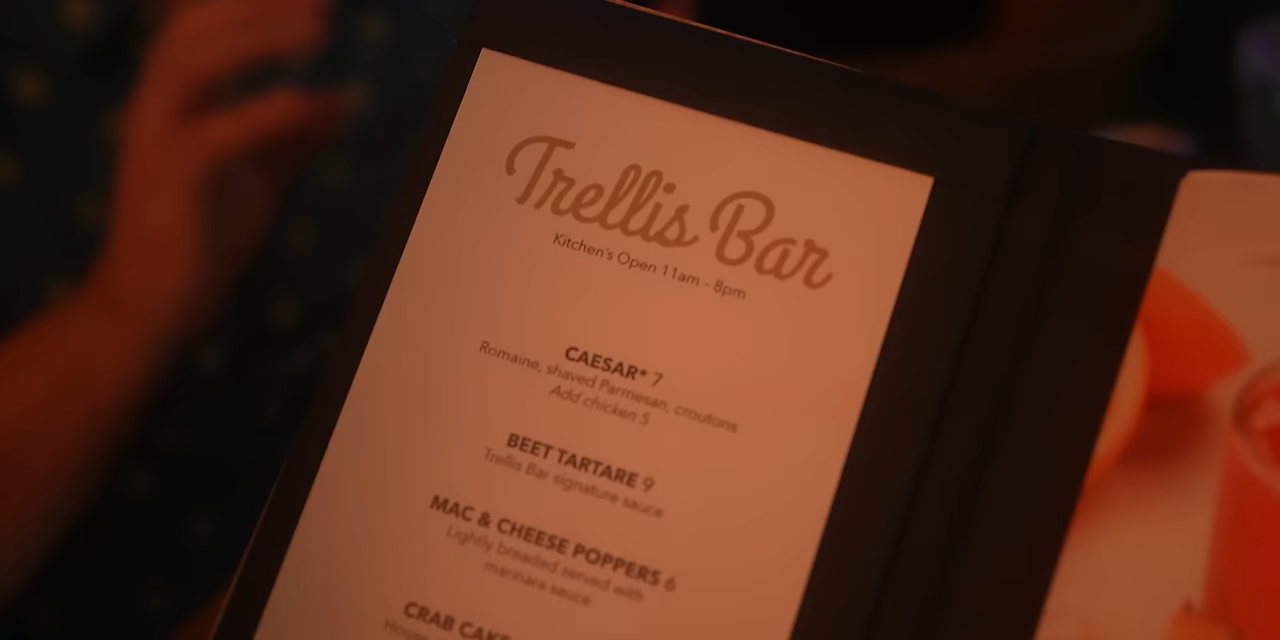 Trellis Bar
Kitchen's Open 11am - 8pm
CAESAR* 7
Romaine, shaved Parmesan, croutons
Add chicken 5
BEET TARTARE 9
Trellis Bar signature sauce
MAC & CHEESE POPPERS 6
Lightly breaded served with
marinara sauce
CRAB CAKE
House